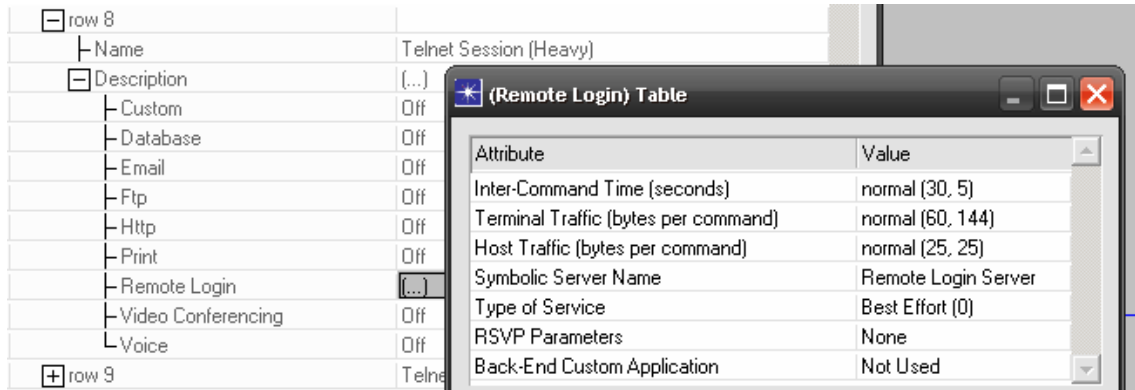 row 8
Name Telnet Session (Heavy)
Description (...)
Custom Off
Database Off
Email Off
Ftp Off
Http Off
Print Off
Remote Login (...)
Video Conferencing Off
Voice Off
row 9 Telne
(Remote Login) Table
Attribute Value
Inter-Command Time (seconds) normal (30, 5)
Terminal Traffic (bytes per command) normal (60, 144)
Host Traffic (bytes per command) normal (25, 25)
Symbolic Server Name Remote Login Server
Type of Service Best Effort (0)
RSVP Parameters None
Back-End Custom Application Not Used